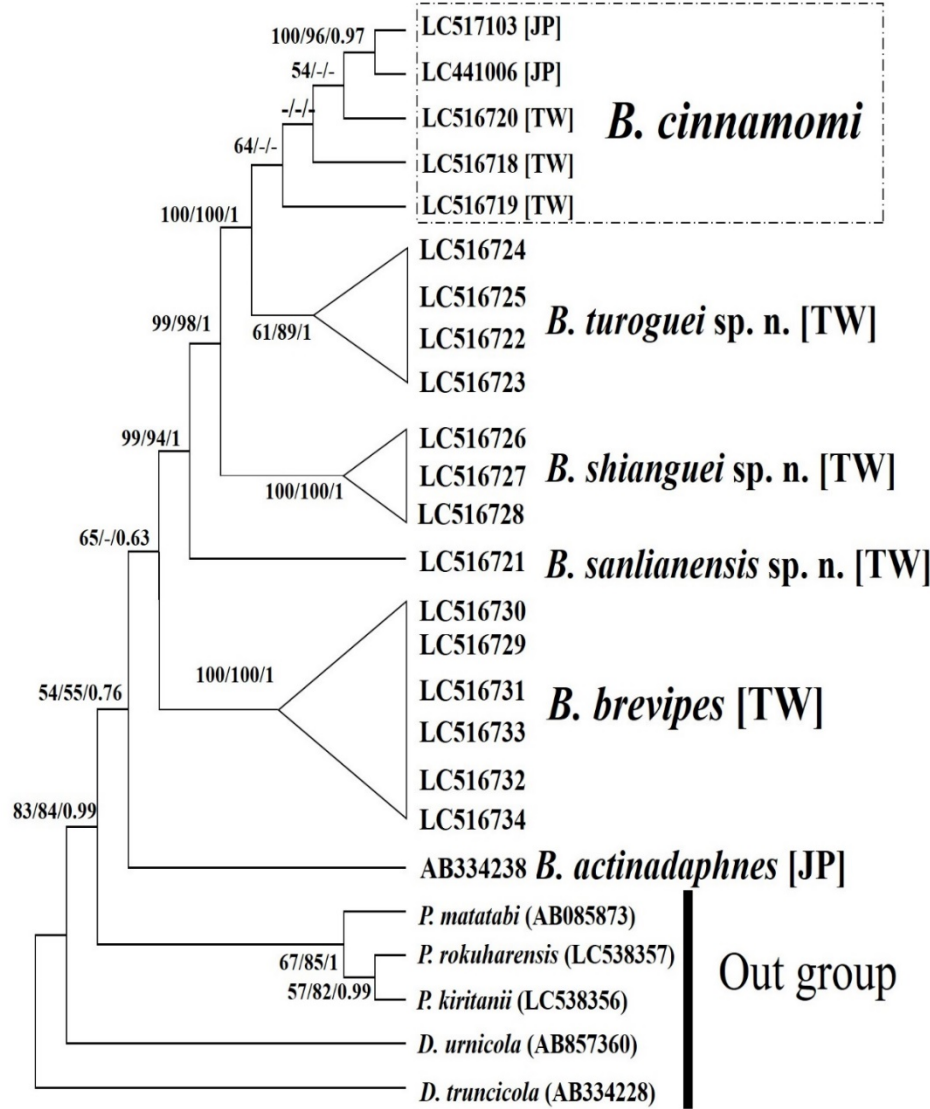 100/96/0.97
LC517103 [JP]
54/-/-
LC441006 [JP]
-/-/-
LC516720 [TW]
B. cinnamomi
64/-/-
LC516718 [TW]
100/100/1
LC516719 [TW]
LC516724
LC516725
99/98/1
61/89/1
LC516722
B. turoguei sp. n. [TW]
LC516723
99/94/1
LC516726
100/100/1
LC516727
B. shianguei sp. n. [TW]
LC516728
65/-/0.63
LC516721
B. sanlianensis sp. n. [TW]
LC516730
LC516729
54/55/0.76
100/100/1
LC516731
B. brevipes [TW]
LC516733
LC516732
LC516734
83/84/0.99
AB334238 B. actinadaphnes [JP]
P. matatabi (AB085873)
67/85/1
P. rokuharensis (LC538357)
57/82/0.99
P. kiritanii (LC538356)
Out group
D. urnicola (AB857360)
D. truncicola (AB334228)